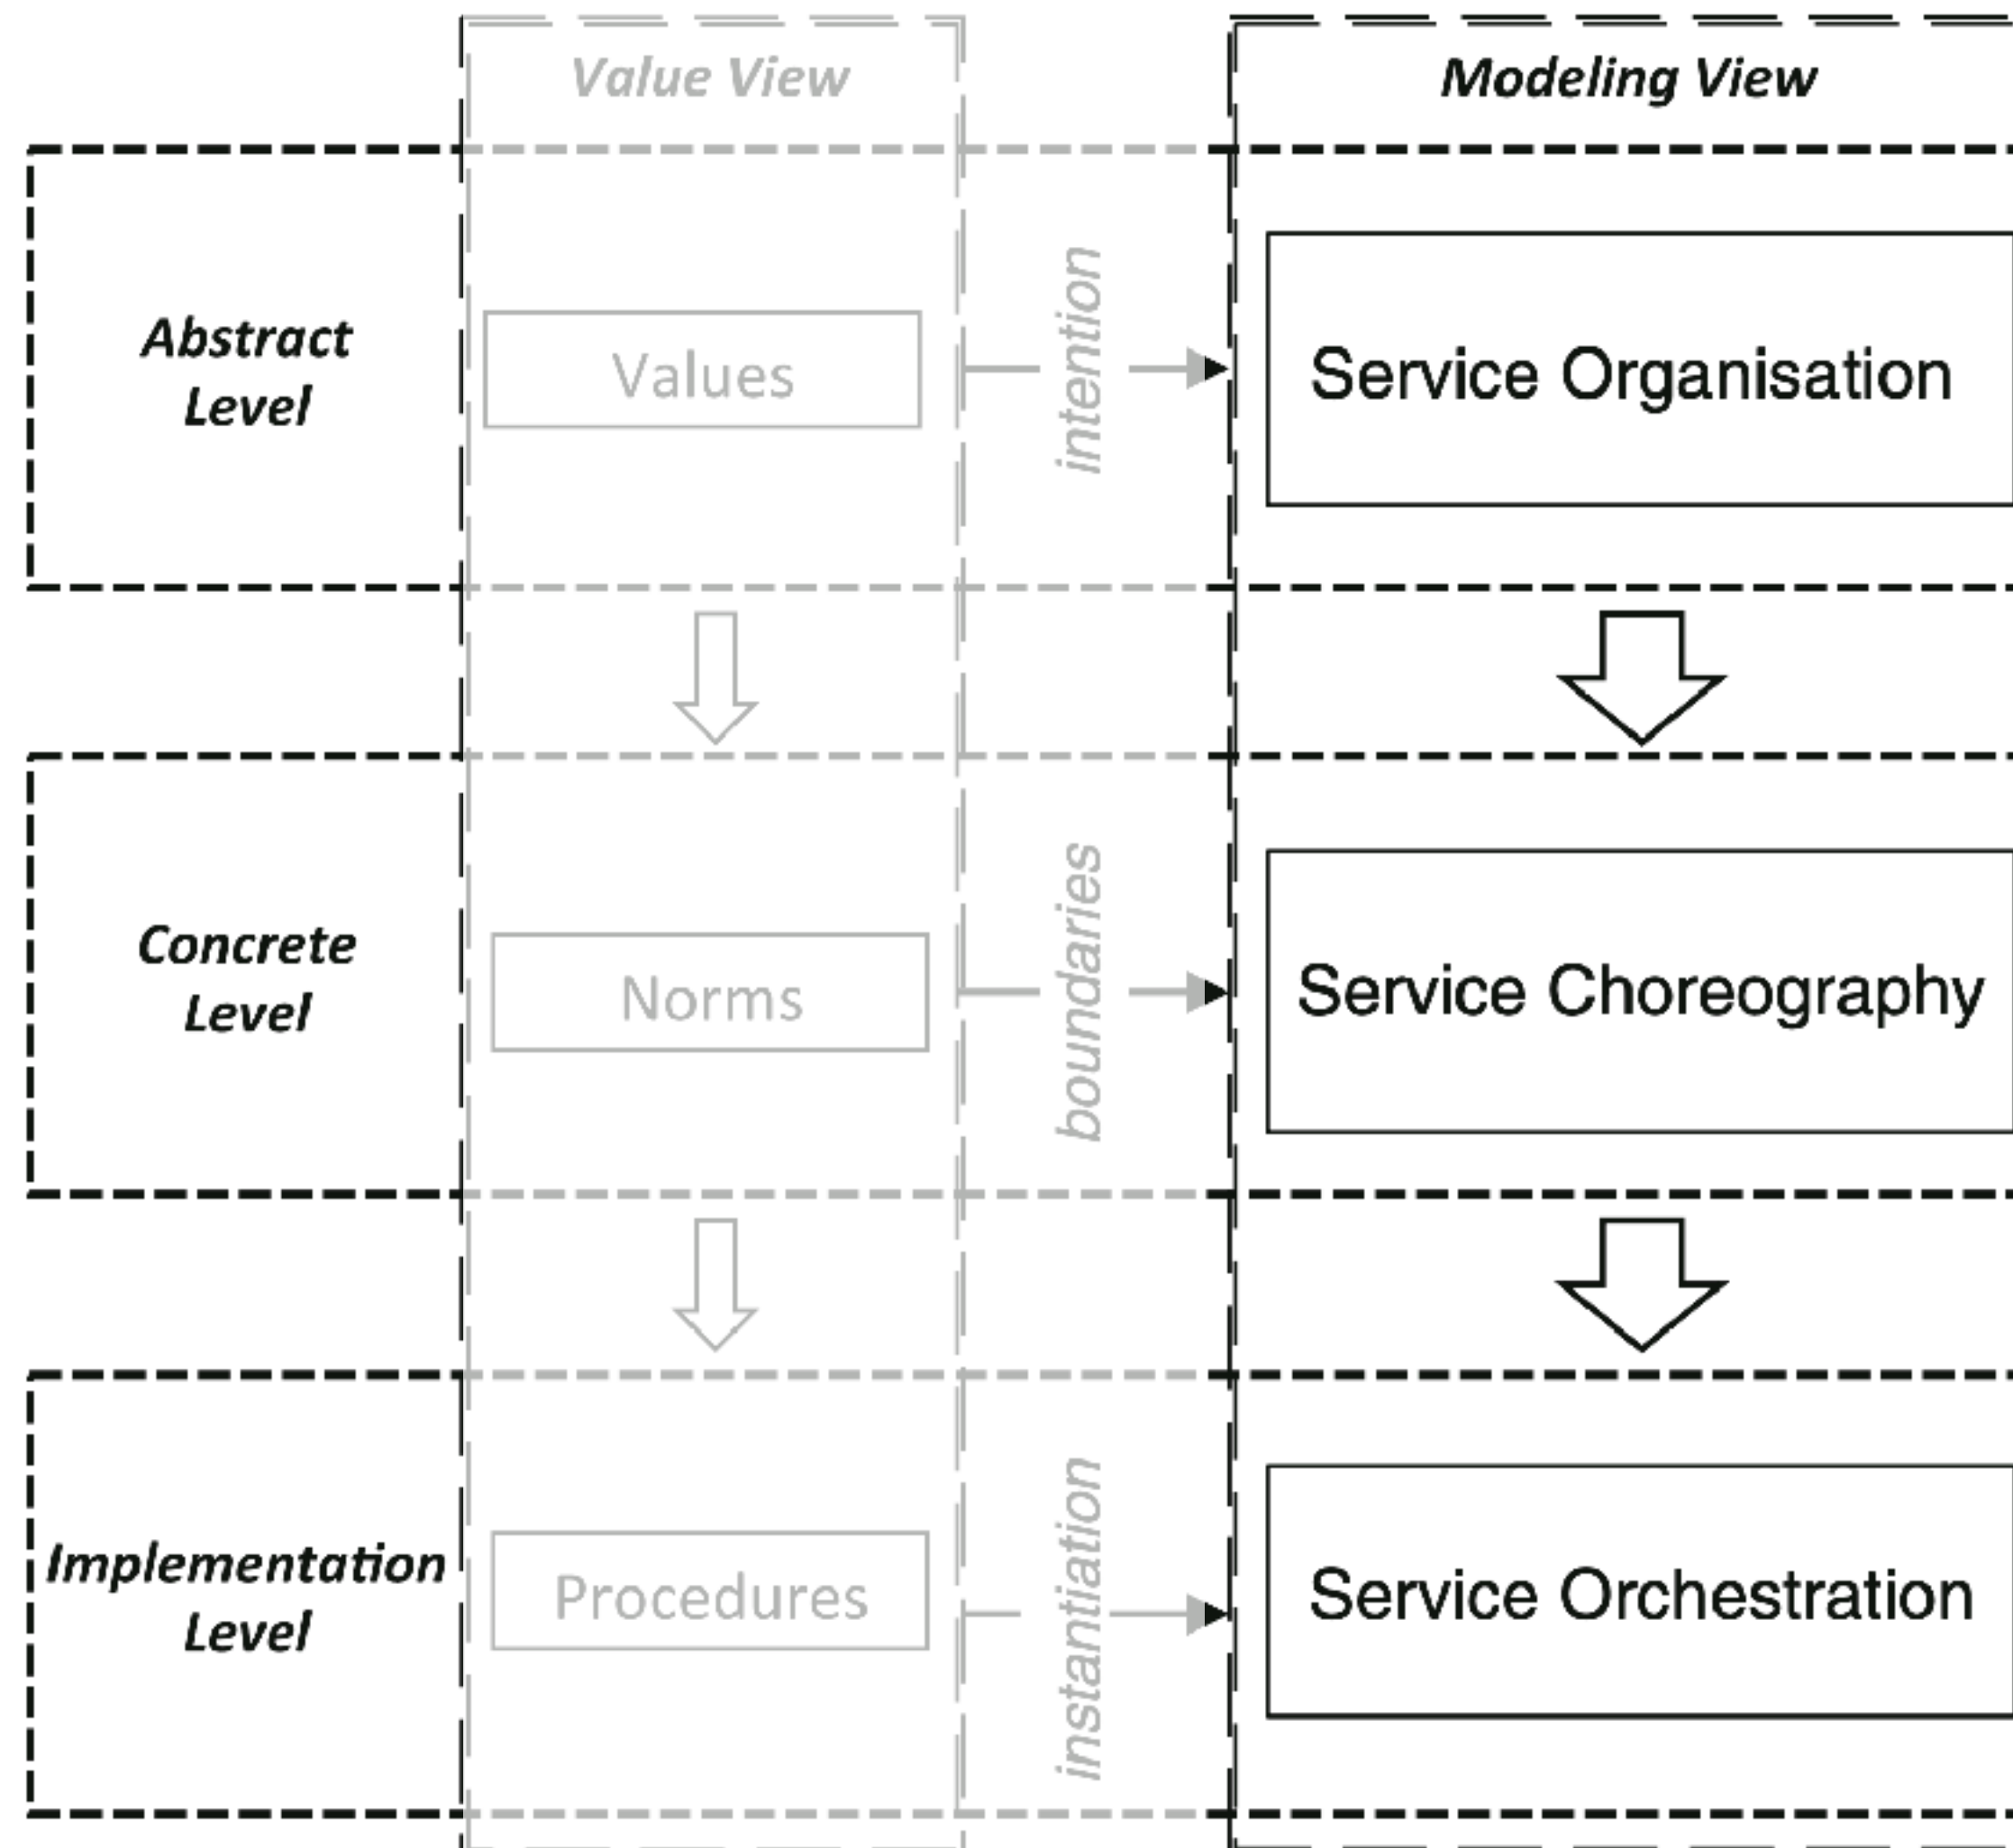 Value View
Modeling View
Abstract
Level
Values
intention
Service Organisation
Concrete
Level
Norms
boundaries
Service Choreography
Implementation
Level
Procedures
instantiation
Service Orchestration